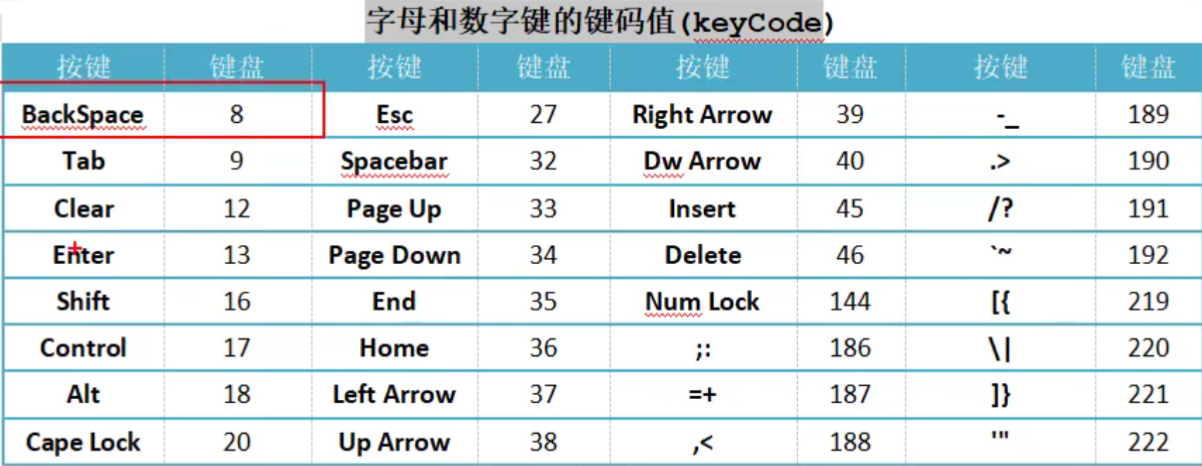 字母和数字键的键码值(keyCode)
按键 键盘 按键 键盘 按键 键盘 按键 键盘
BackSpace 8 Esc 27 Right Arrow 39 -_ 189
Tab 9 Spacebar 32 Dw Arrow 40 .> 190
Clear 12 Page Up 33 Insert 45 /? 191
Enter 13 Page Down 34 Delete 46 `~ 192
Shift 16 End 35 Num Lock 144 [{ 219
Control 17 Home 36 ;: 186 \| 220
Alt 18 Left Arrow 37 =+ 187 ]} 221
Cape Lock 20 Up Arrow 38 ,< 188 '" 222